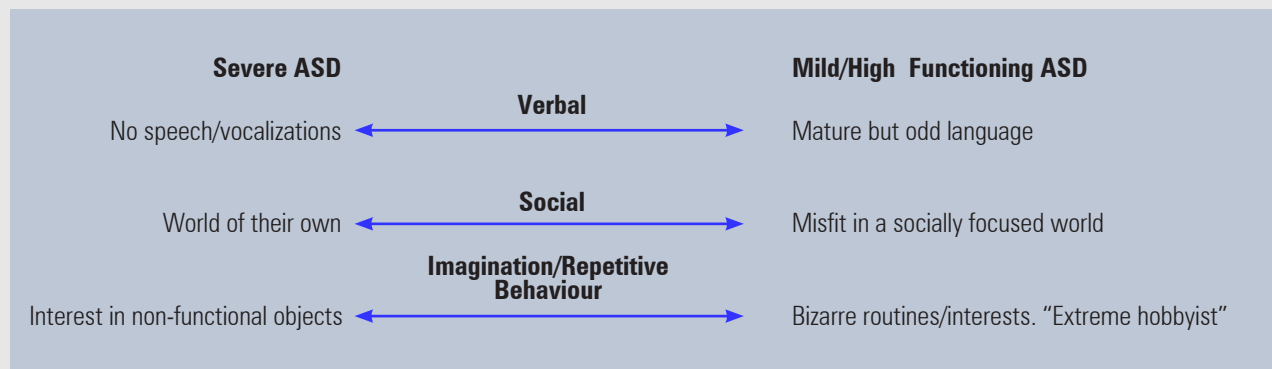 Severe ASD Mild/High Functioning ASD
Verbal
No speech/vocalizations Mature but odd language
Social
World of their own Misfit in a socially focused world
Imagination/Repetitive
Behaviour
Interest in non-functional objects Bizarre routines/interests. “Extreme hobbyist”